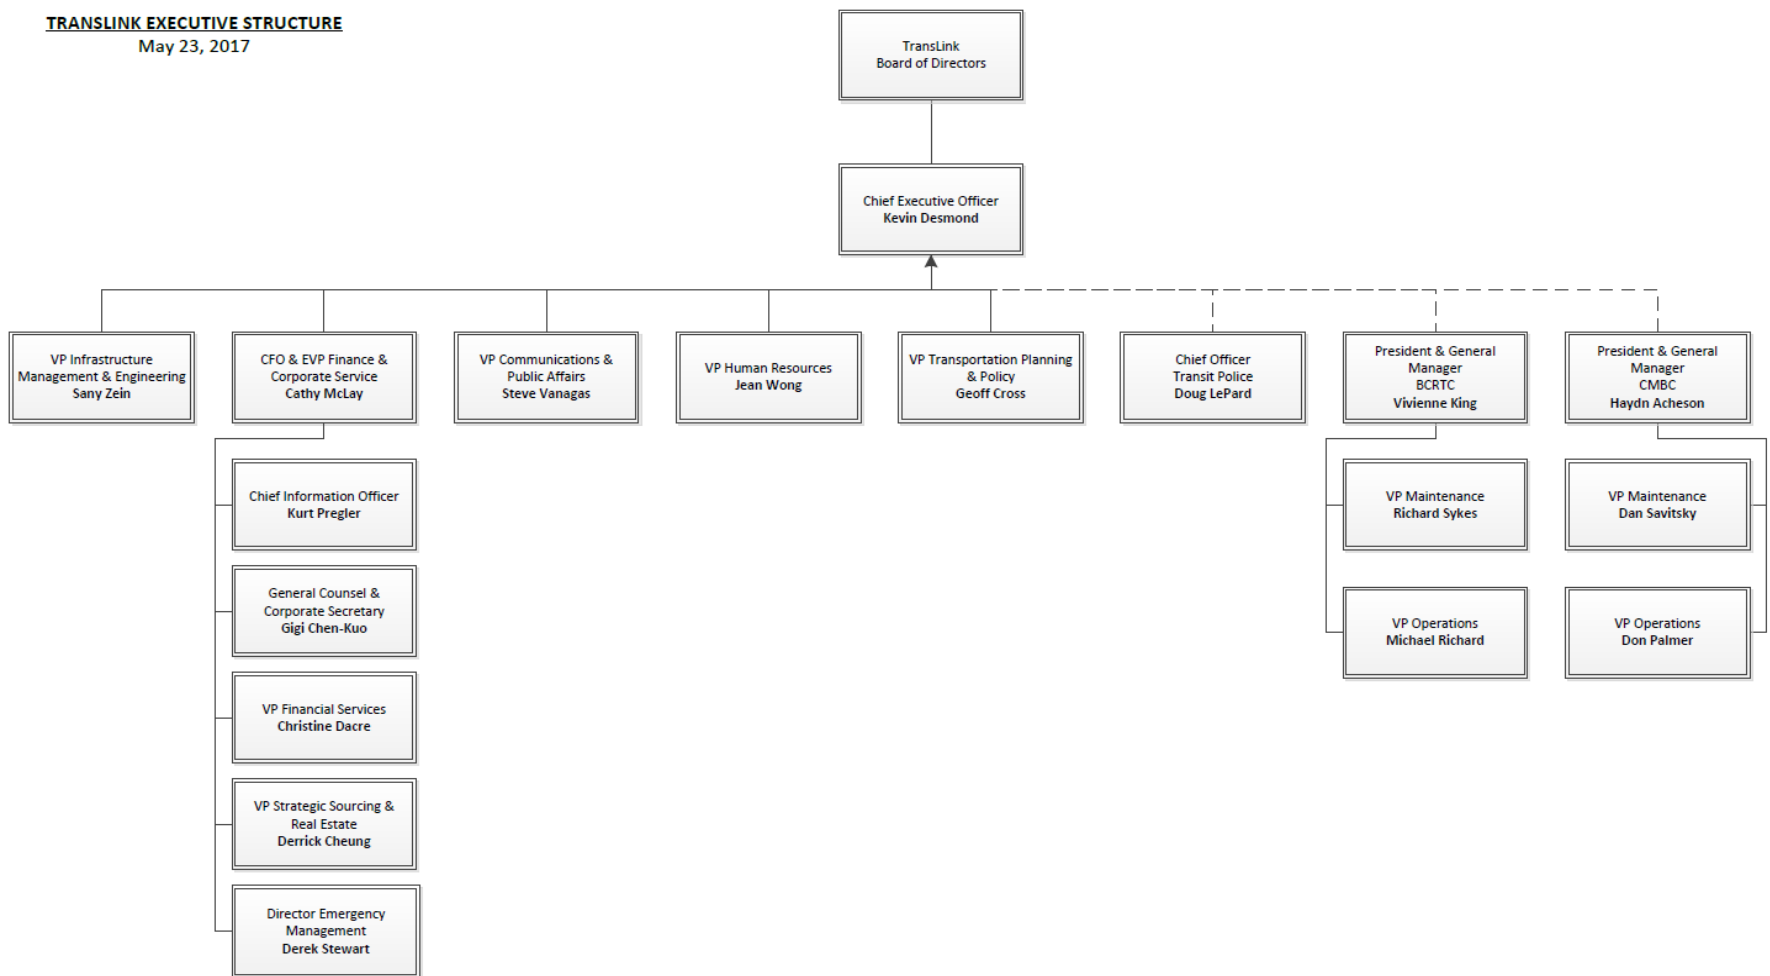 TRANSLINK EXECUTIVE STRUCTURE
May 23, 2017
TransLink
Board of Directors
Chief Executive Officer
Kevin Desmond
VP Infrastructure
Management & Engineering
Sany Zein
CFO & EVP Finance &
Corporate Service
Cathy McLay
VP Communications &
Public Affairs
Steve Vanagas
VP Human Resources
Jean Wong
VP Transportation Planning
& Policy
Geoff Cross
Chief Officer
Transit Police
Doug LePard
President & General
Manager
BCRTC
Vivienne King
President & General
Manager
CMBC
Haydn Acheson
Chief Information Officer
Kurt Pregler
General Counsel &
Corporate Secretary
Gigi Chen-Kuo
VP Financial Services
Christine Dacre
VP Strategic Sourcing &
Real Estate
Derrick Cheung
Director Emergency
Management
Derek Stewart
VP Maintenance
Richard Sykes
VP Operations
Michael Richard
VP Maintenance
Dan Savitsky
VP Operations
Don Palmer